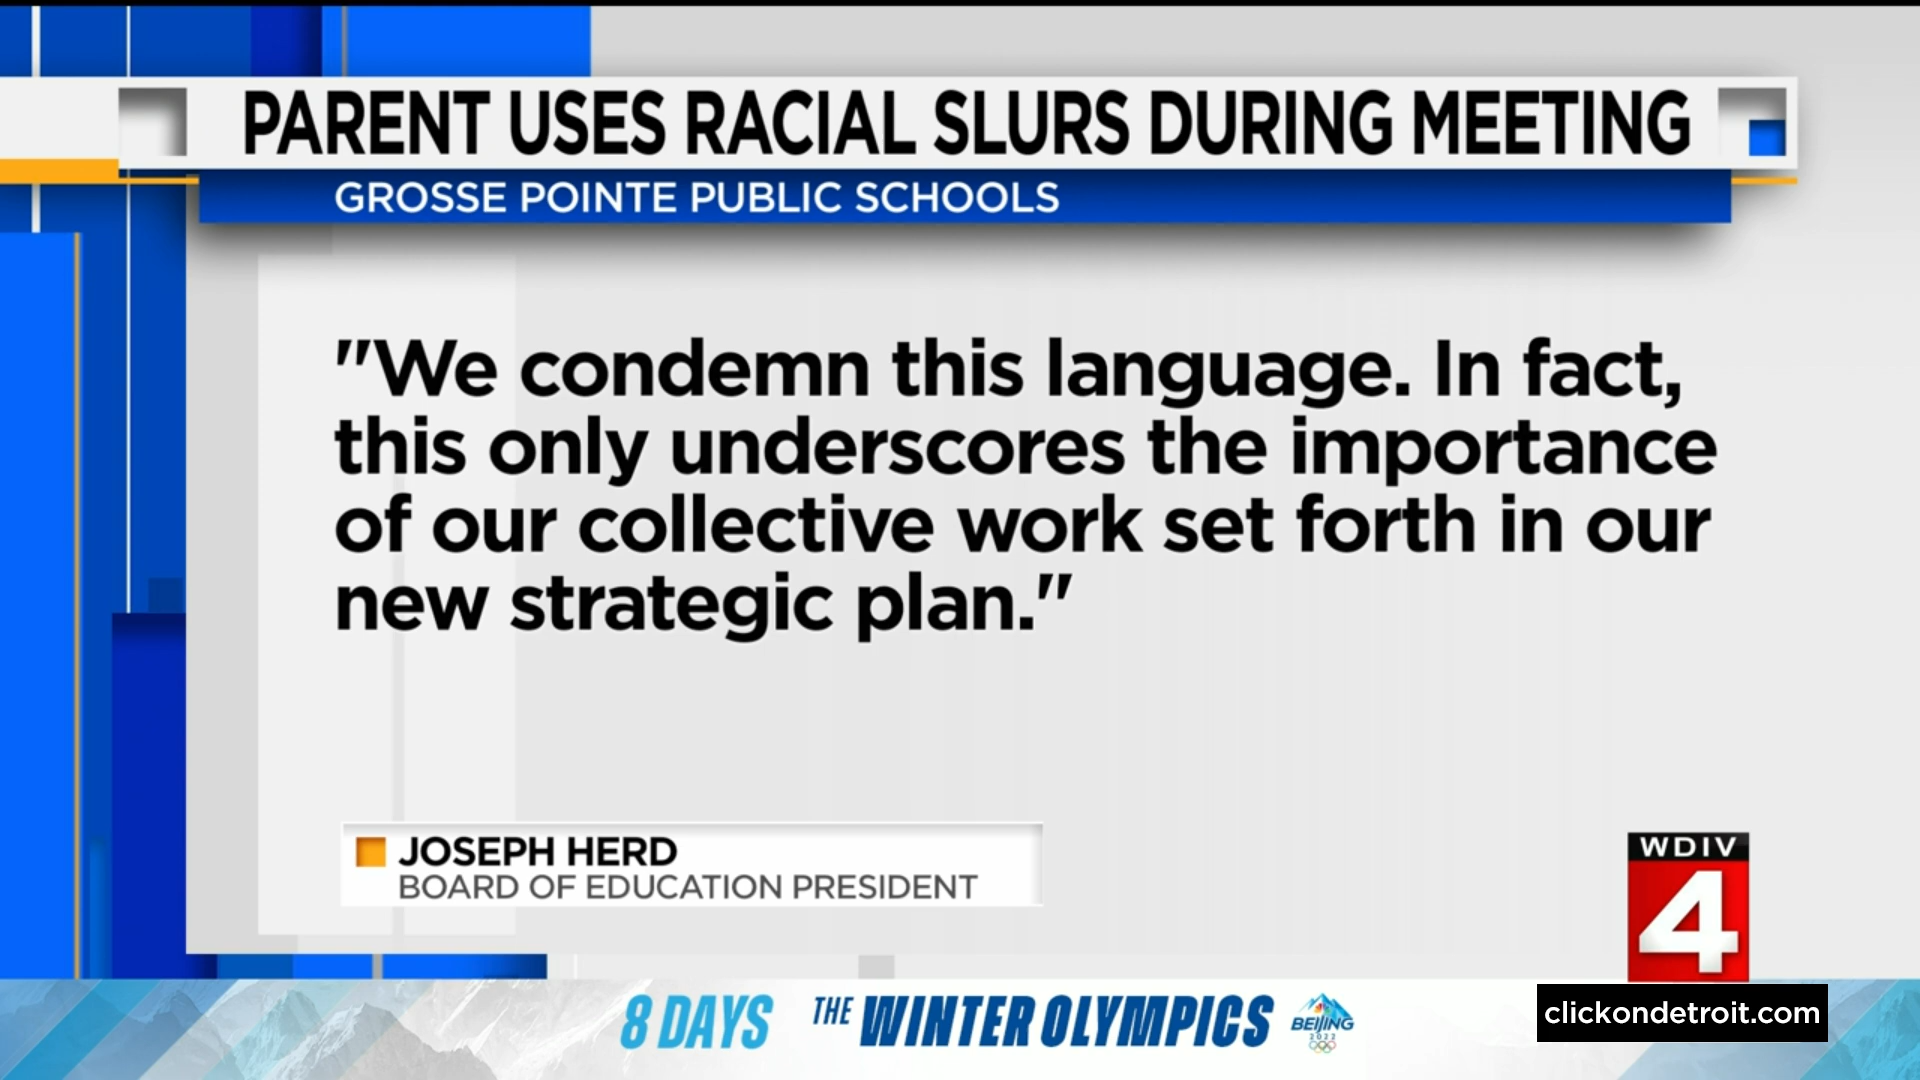 PARENT USES RACIAL SLURS DURING MEETING
GROSSE POINTE PUBLIC SCHOOLS
"We condemn this language. In fact,
this only underscores the importance
of our collective work set forth in our
new strategic plan."
JOSEPH HERD
BOARD OF EDUCATION PRESIDENT
WDIV
4
8 DAYS THE WINTER OLYMPICS BEIJING
2022
clickondetroit.com